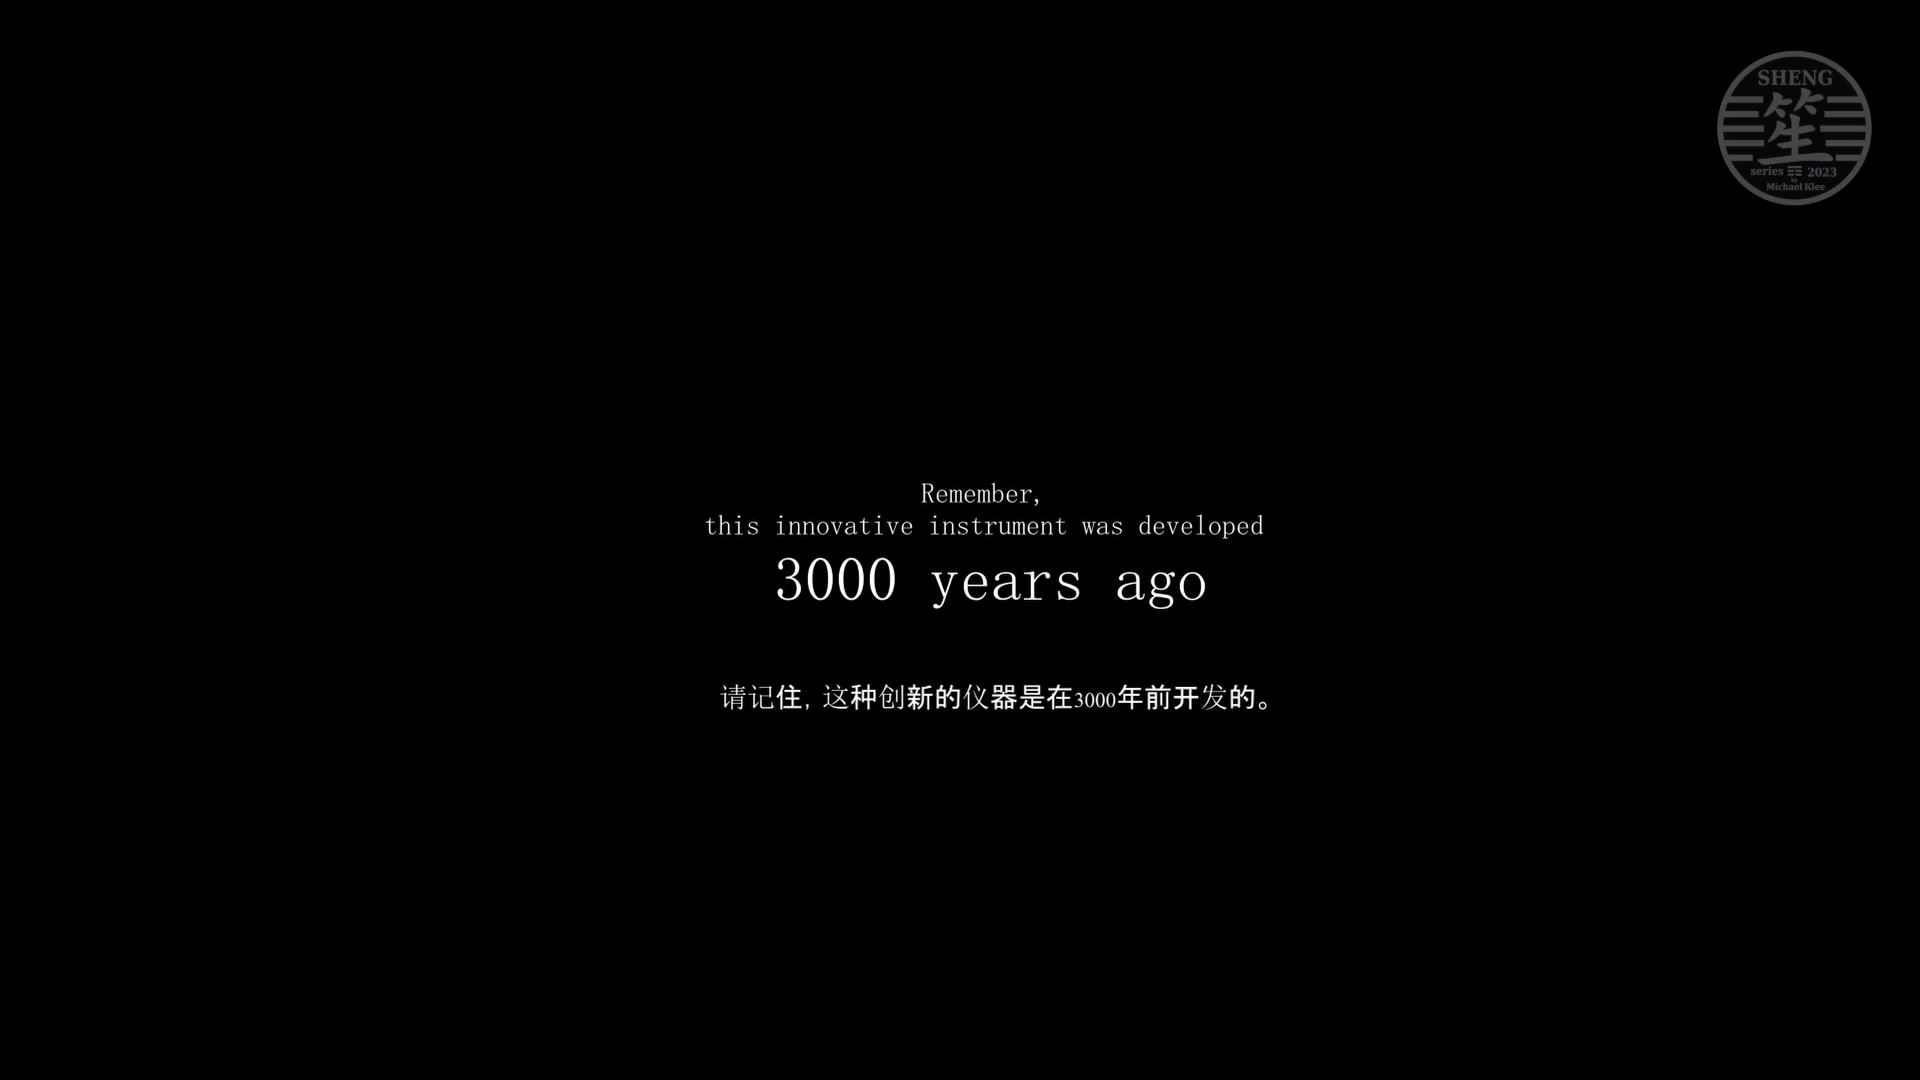 SHENG
笙
series 2023
by
Michael Klee
Remember,
this innovative instrument was developed
3000 years ago
请记住, 这种创新的仪器是在3000年前开发的。